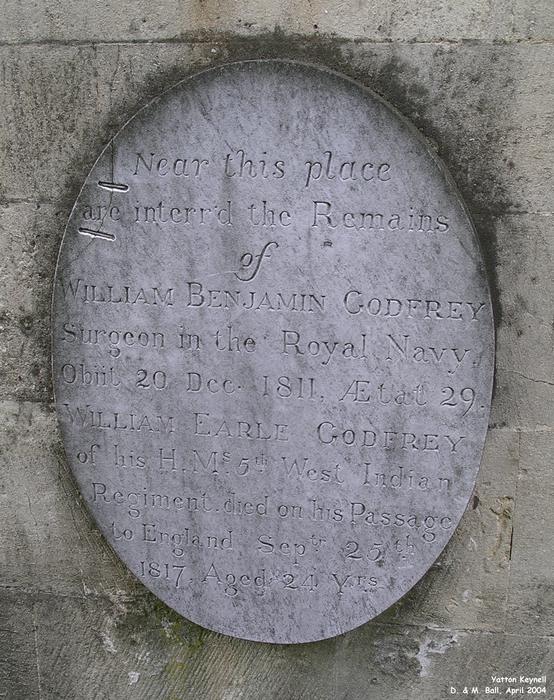 Near this place
are interr'd the Remains
of
WILLIAM BENJAMIN GODFREY
Surgeon in the Royal Navy.
Obiit 20 Dec. 1811, Ætat 29.
WILLIAM EARLE GODFREY
of his H. Ms. 5th West Indian
Regiment. died on his Passage
to England Septr 25th
1817, Aged 24 Yrs
Yatton Keynell
D. & M. Ball, April 2004